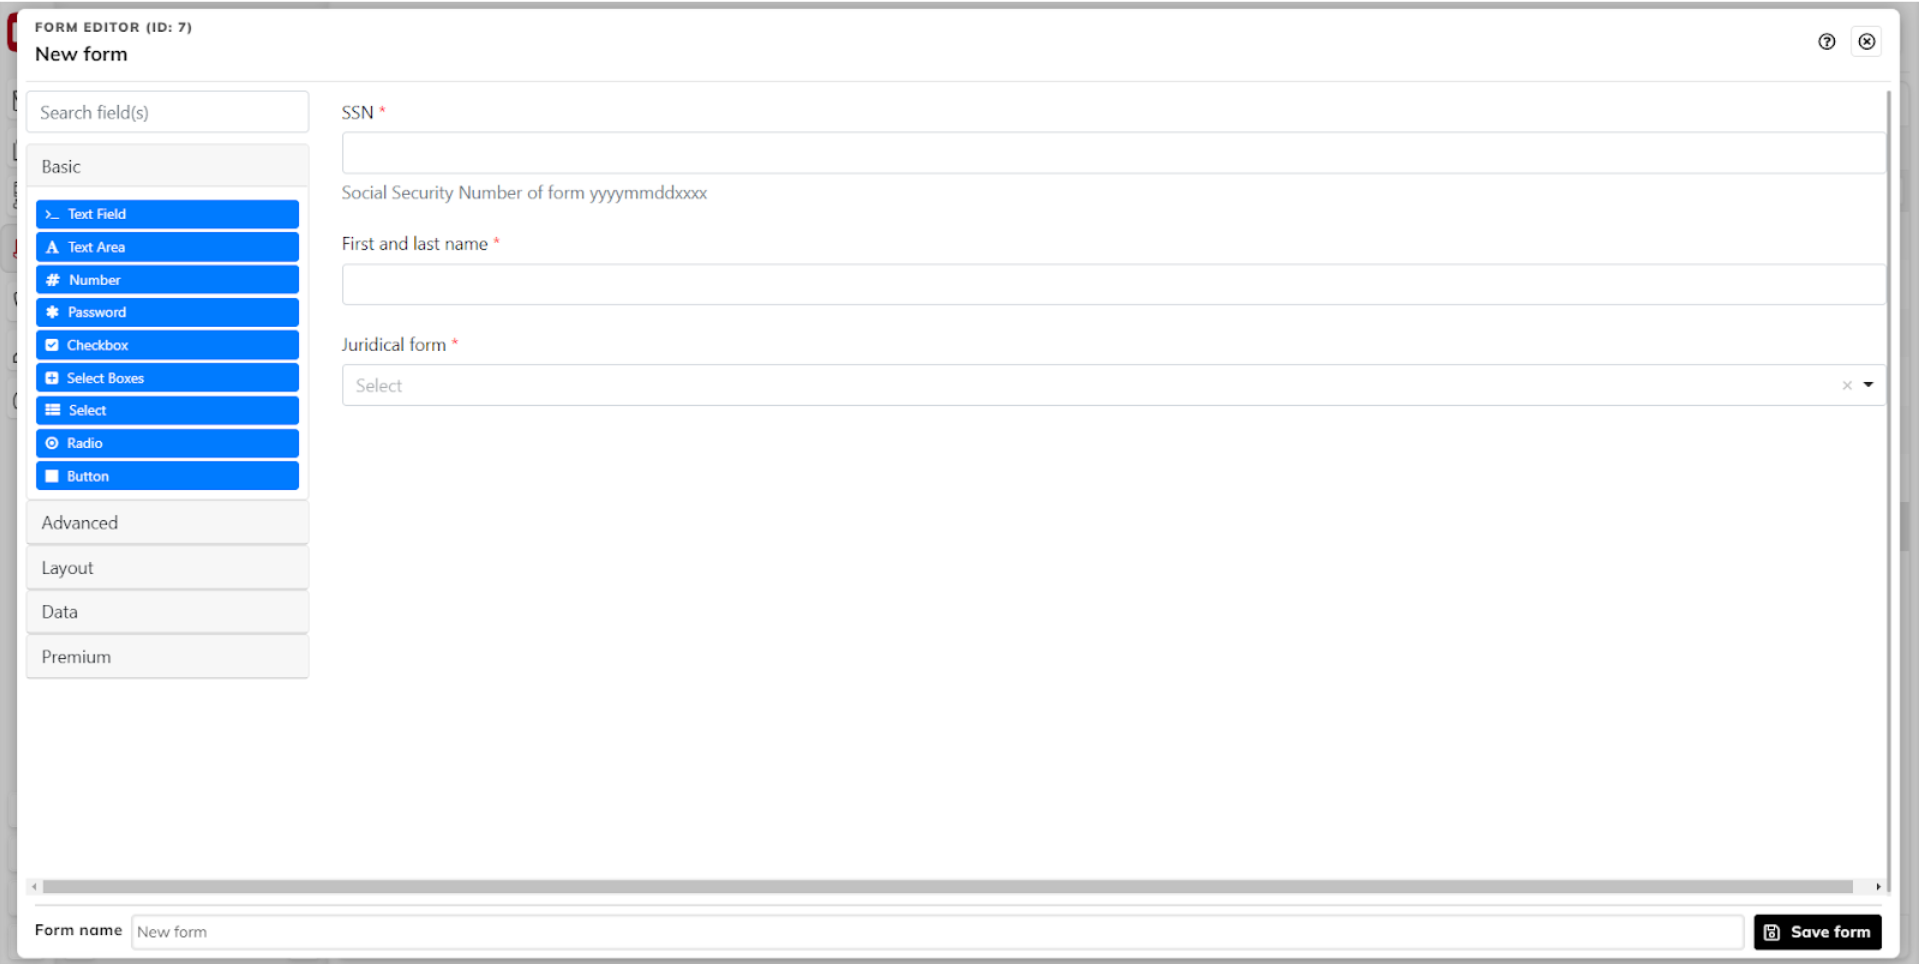 FORM EDITOR (ID: 7)
New form
Search field(s)
Basic
Text Field
Text Area
Number
Password
Checkbox
Select Boxes
Select
Radio
Button
Advanced
Layout
Data
Premium
SSN *
Social Security Number of form yyyymmddxxxx
First and last name *
Juridical form *
Select
Form name New form
Save form